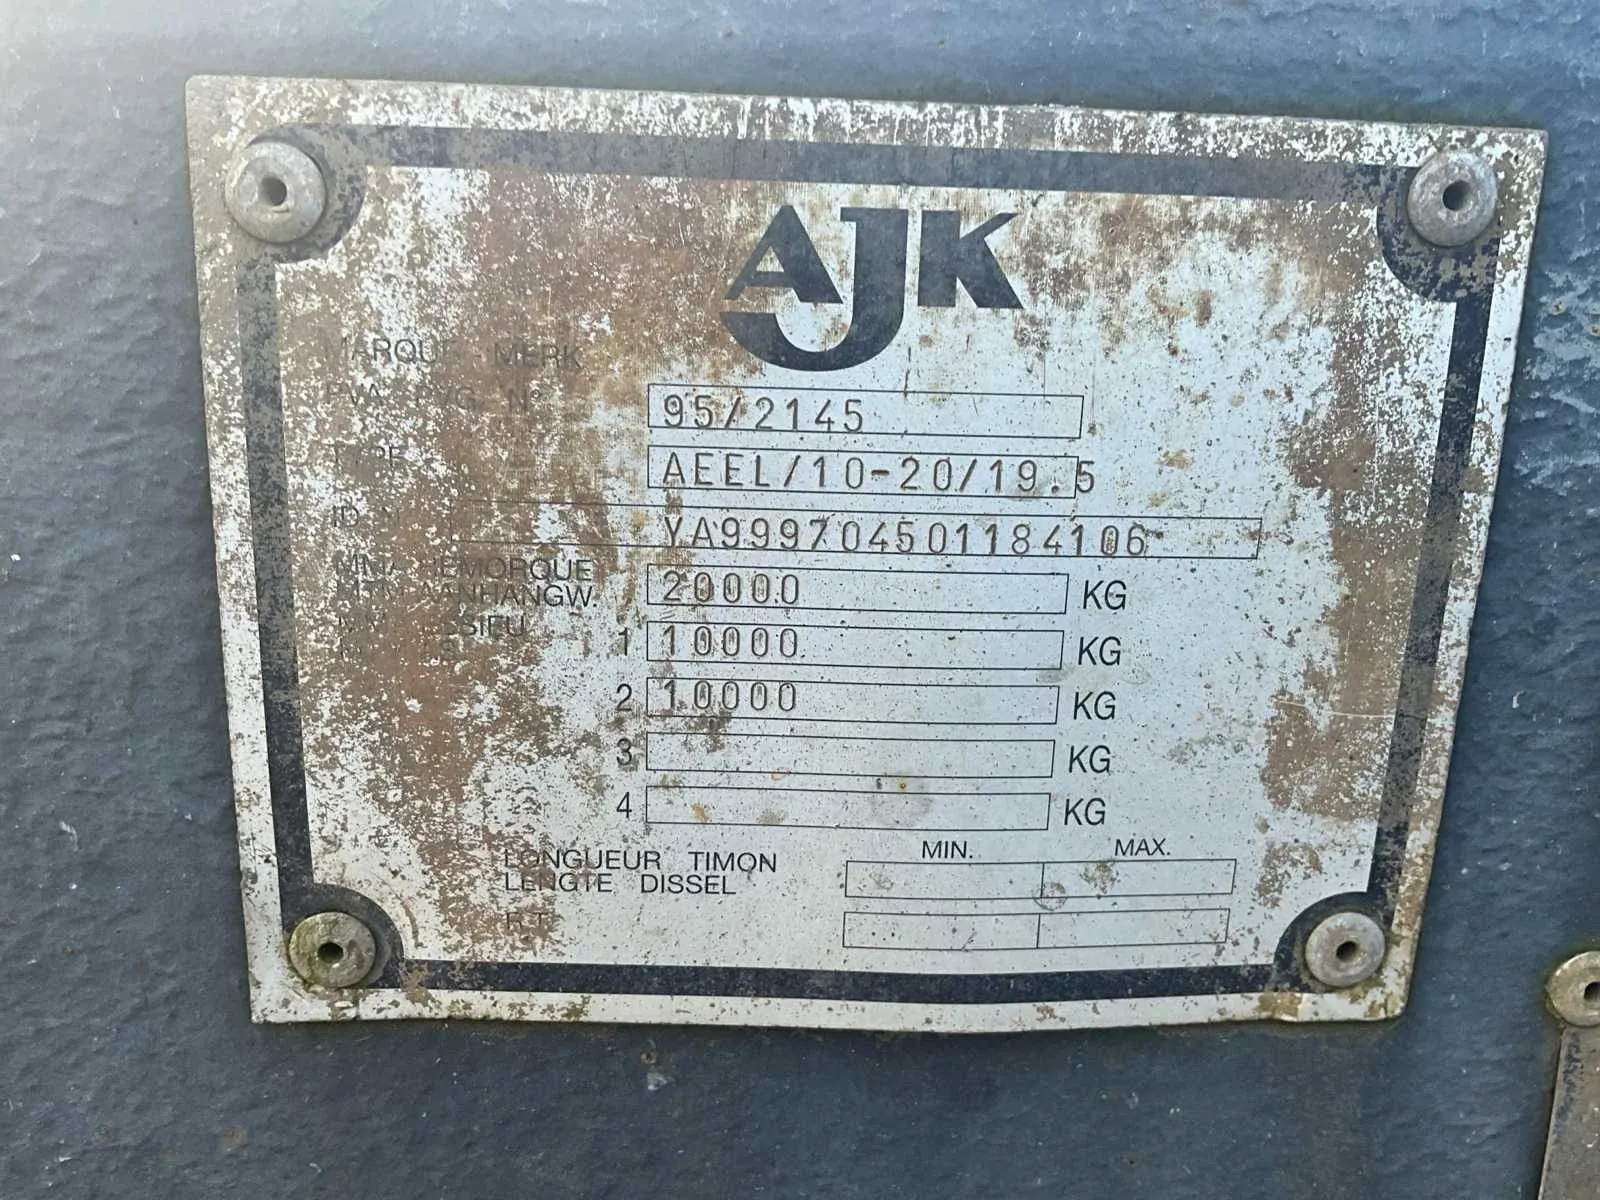 AJK
MARQUE MERK
95/2145
TYPE
AEEL/10-20/19.5
YA999704501184106
REMORQUE
20000 KG
AANHANGW.
1 10000 KG
2 10000 KG
3 KG
4 KG
MIN. MAX.
LONGUEUR TIMON
LENGTE DISSEL